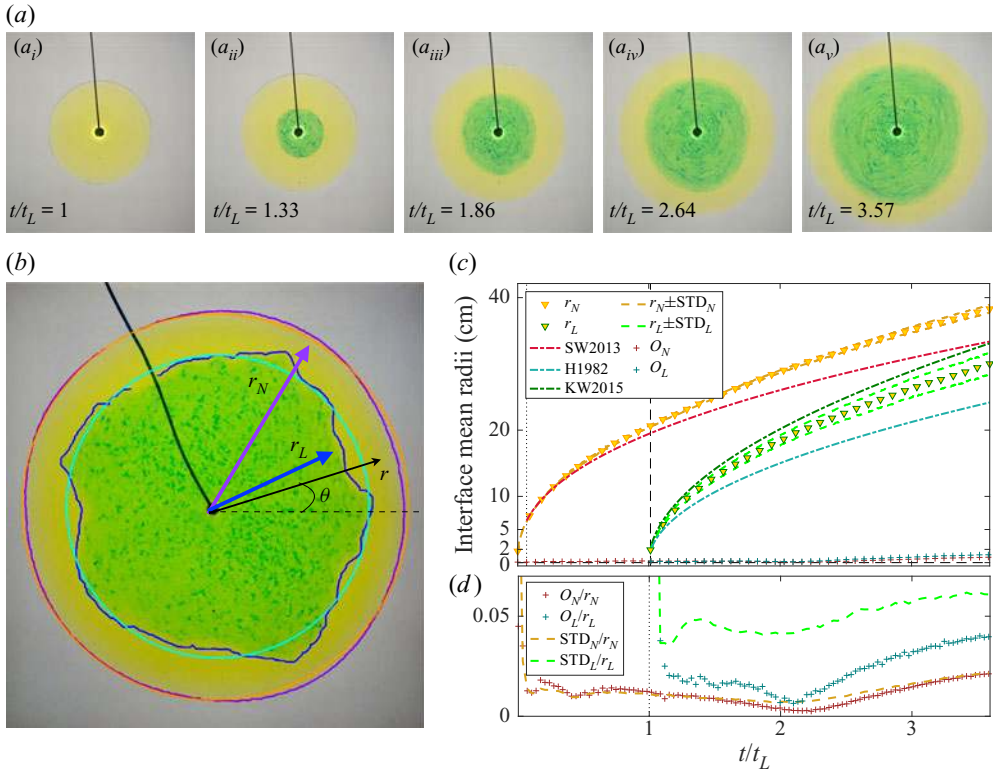 (a)
(a_i)
(a_ii)
(a_iii)
(a_iv)
(a_v)
t/t_L = 1
t/t_L = 1.33
t/t_L = 1.86
t/t_L = 2.64
t/t_L = 3.57
(b)
r_N
r_L
r
θ
(c)
Interface mean radii (cm)
40
20
10
5
2
0
r_N
r_L
SW2013
H1982
KW2015
r_N±STD_N
r_L±STD_L
O_N
O_L
(d)
0.05
0
O_N/r_N
O_L/r_L
STD_N/r_N
STD_L/r_L
1
2
3
t/t_L